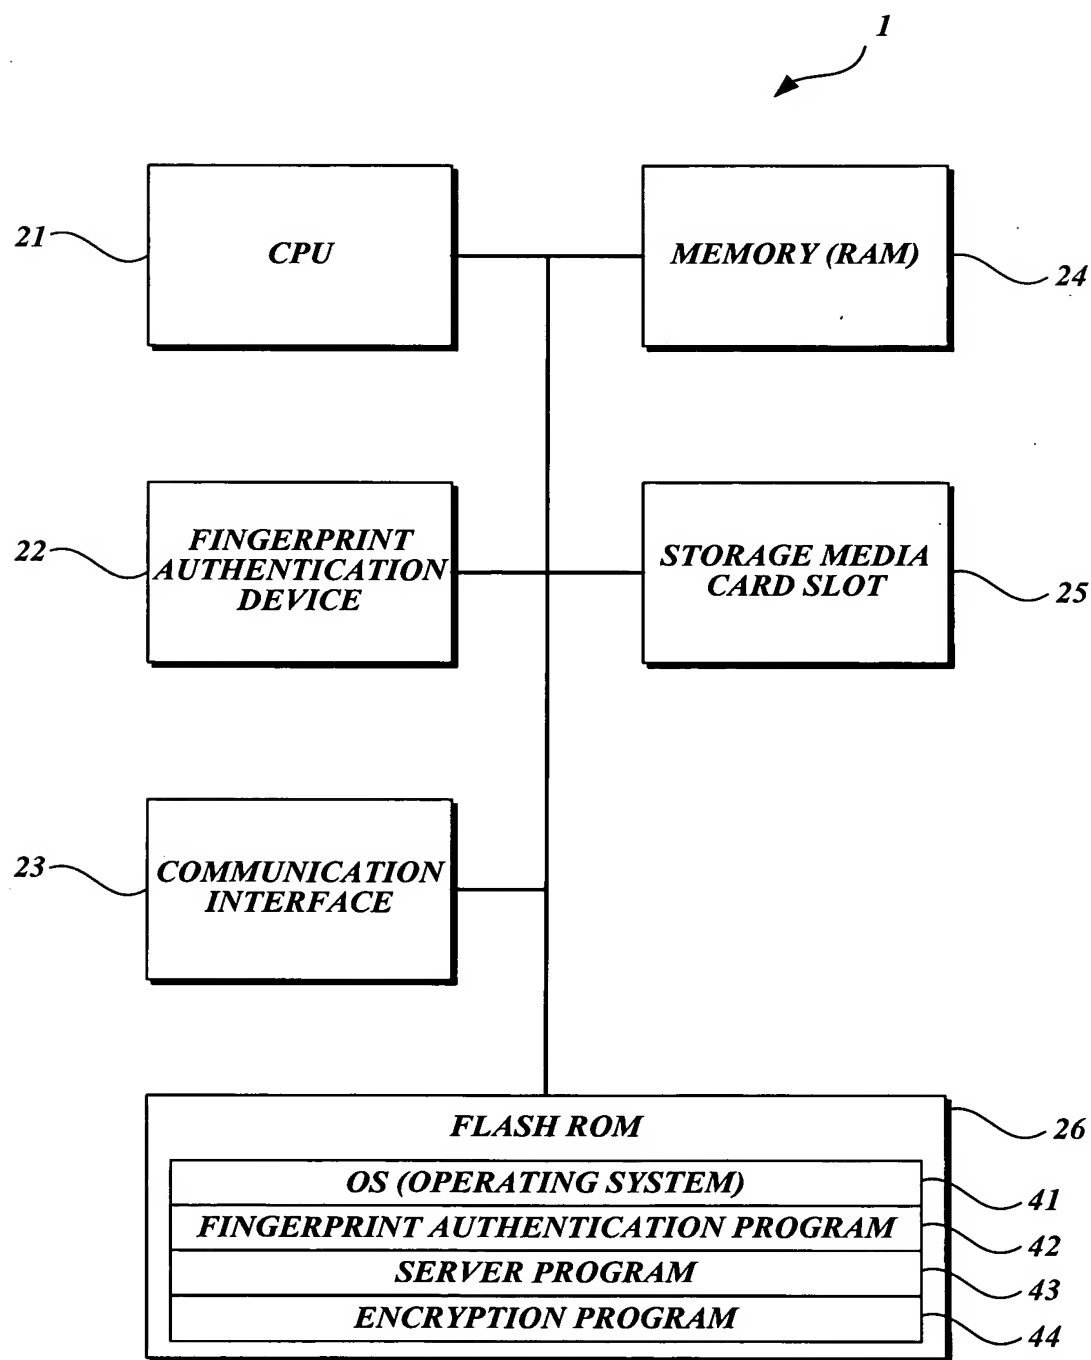 1
21
CPU
MEMORY (RAM)
24
22
FINGERPRINT
AUTHENTICATION
DEVICE
STORAGE MEDIA
CARD SLOT
25
23
COMMUNICATION
INTERFACE
FLASH ROM
26
OS (OPERATING SYSTEM)
41
FINGERPRINT AUTHENTICATION PROGRAM
42
SERVER PROGRAM
43
ENCRYPTION PROGRAM
44